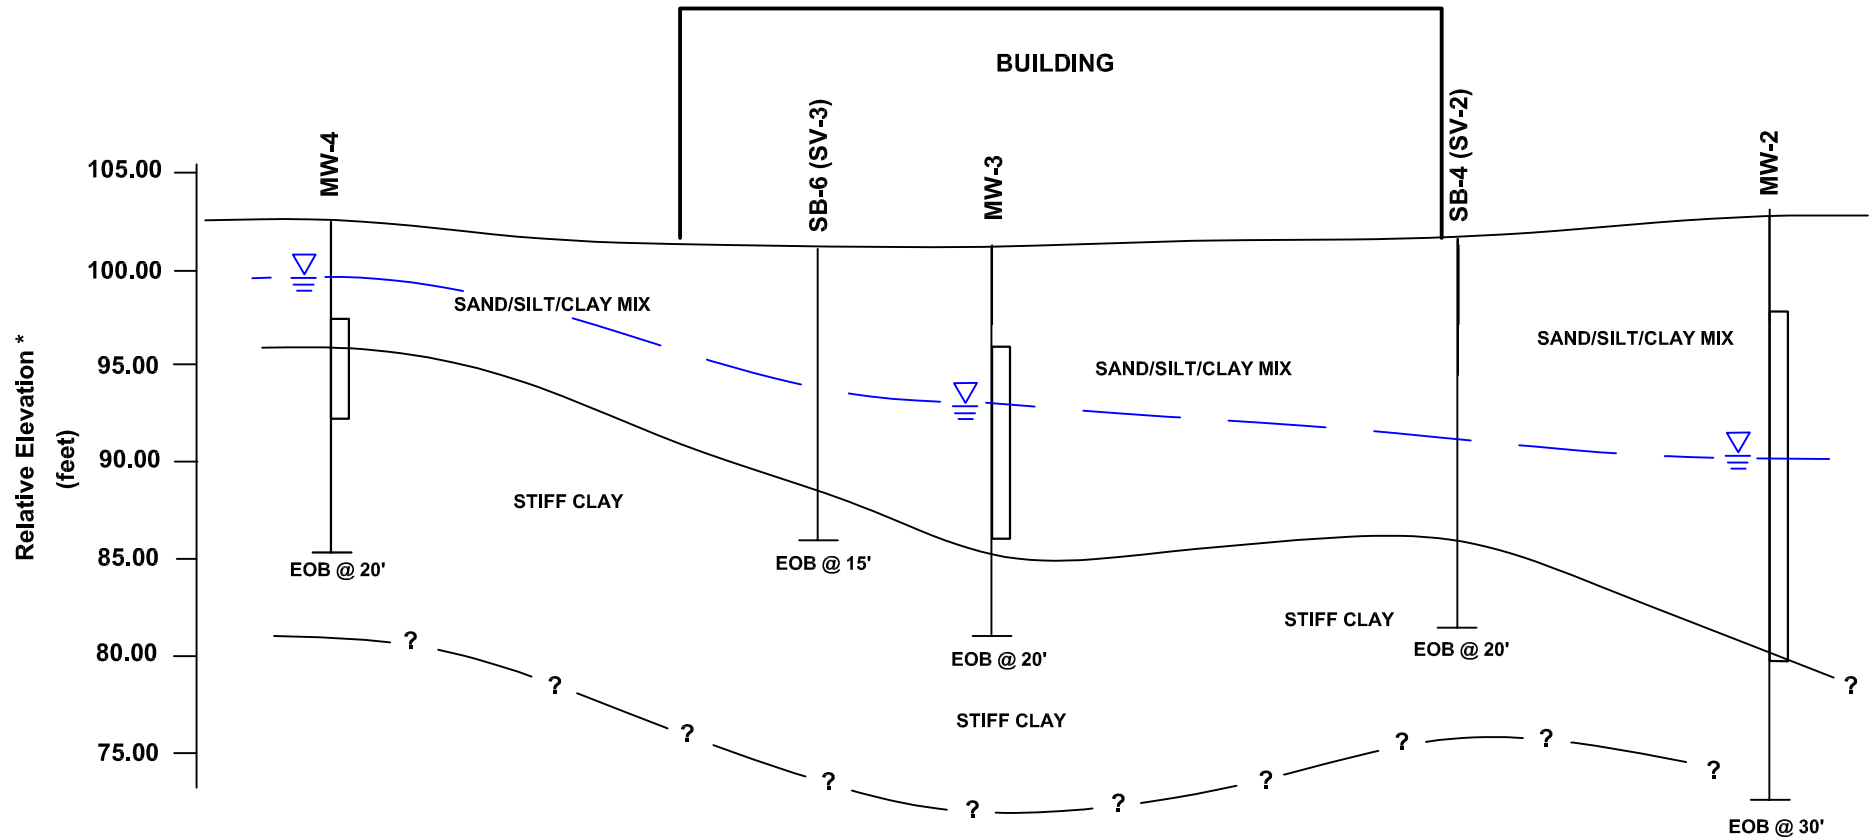 BUILDING
MW-4
SB-6 (SV-3)
MW-3
SB-4 (SV-2)
MW-2
Relative Elevation *
(feet)
105.00
100.00
95.00
90.00
85.00
80.00
75.00
SAND/SILT/CLAY MIX
SAND/SILT/CLAY MIX
SAND/SILT/CLAY MIX
STIFF CLAY
STIFF CLAY
STIFF CLAY
EOB @ 20'
EOB @ 15'
EOB @ 20'
EOB @ 20'
EOB @ 30'
?
?
?
?
?
?
?
?
?
?
?